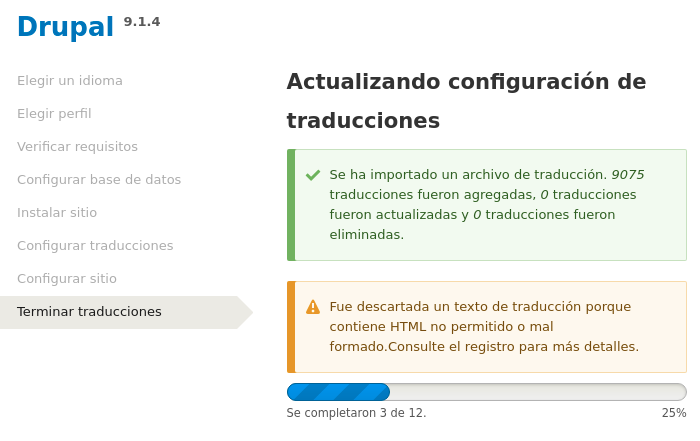 Drupal 9.1.4
Elegir un idioma
Elegir perfil
Verificar requisitos
Configurar base de datos
Instalar sitio
Configurar traducciones
Configurar sitio
Terminar traducciones
Actualizando configuración de
traducciones
Se ha importado un archivo de traducción. 9075
traducciones fueron agregadas, 0 traducciones
fueron actualizadas y 0 traducciones fueron
eliminadas.
Fue descartada un texto de traducción porque
contiene HTML no permitido o mal
formado.Consulte el registro para más detalles.
Se completaron 3 de 12.
25%